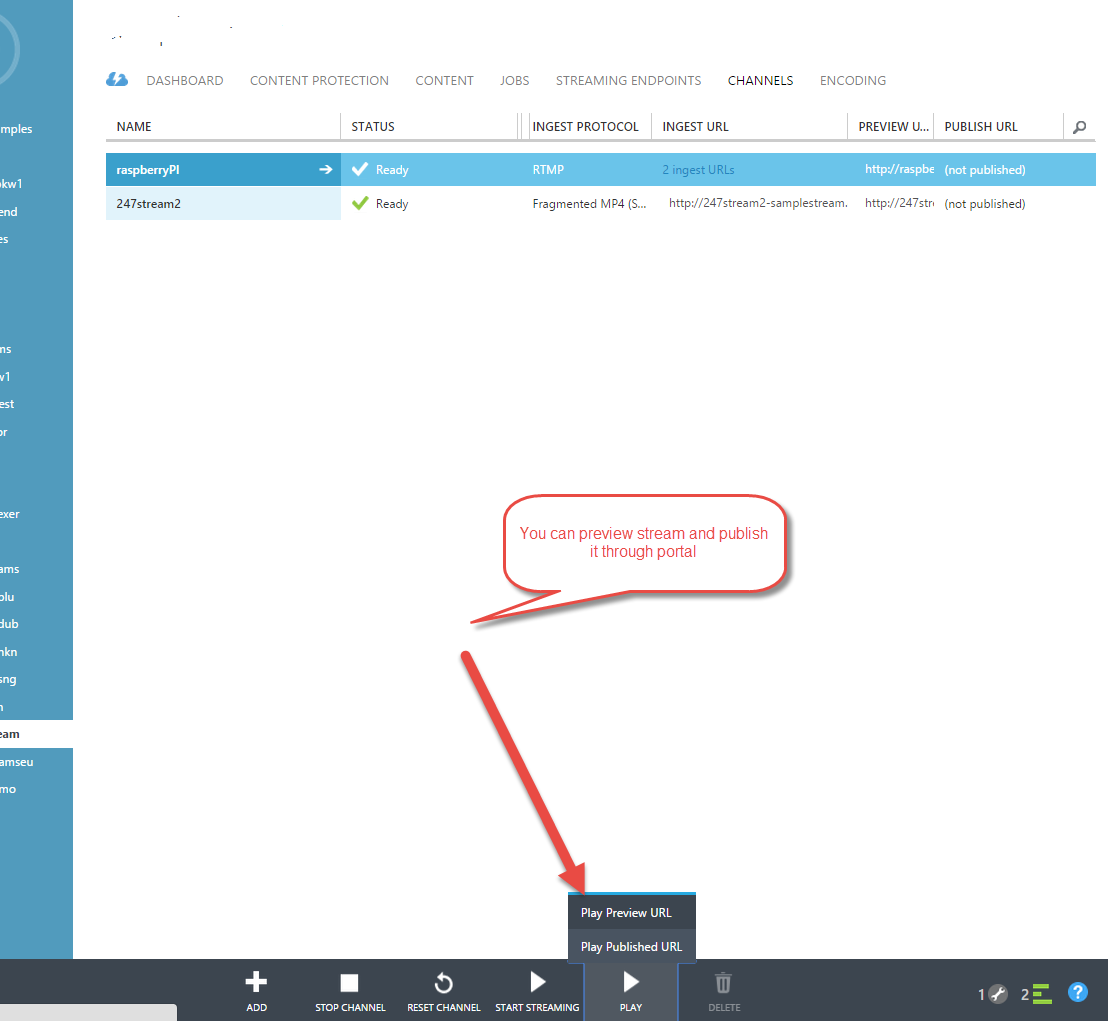 DASHBOARD CONTENT PROTECTION CONTENT JOBS STREAMING ENDPOINTS CHANNELS ENCODING
NAME STATUS INGEST PROTOCOL INGEST URL PREVIEW U... PUBLISH URL
raspberryPI Ready RTMP 2 ingest URLs http://raspbe (not published)
247stream2 Ready Fragmented MP4 (S... http://247stream2-samplestream. http://247str (not published)
mples
kw1
end
es
ms
v1
est
or
exer
ams
olu
dub
nkn
sng
n
eam
amseu
mo
You can preview stream and publish
it through portal
Play Preview URL
Play Published URL
ADD STOP CHANNEL RESET CHANNEL START STREAMING PLAY DELETE
1 2 ?